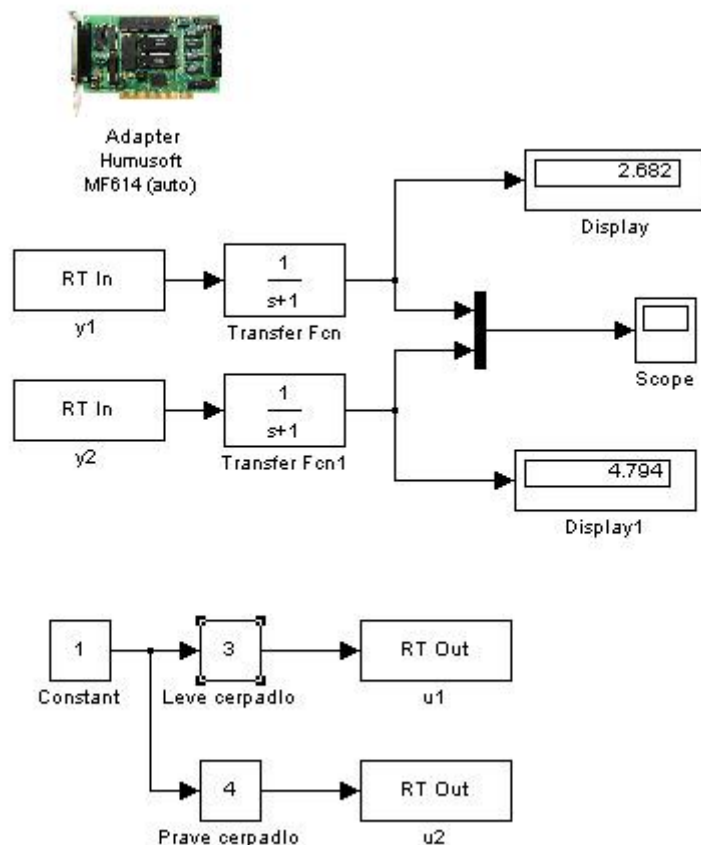 Adapter
Humusoft
MF614 (auto)
2.682
Display
RT In
y1
1
s+1
Transfer Fcn
Scope
RT In
y2
1
s+1
Transfer Fcn1
4.794
Display1
1
Constant
3
Leve cerpadlo
RT Out
u1
4
Prave cerpadlo
RT Out
u2